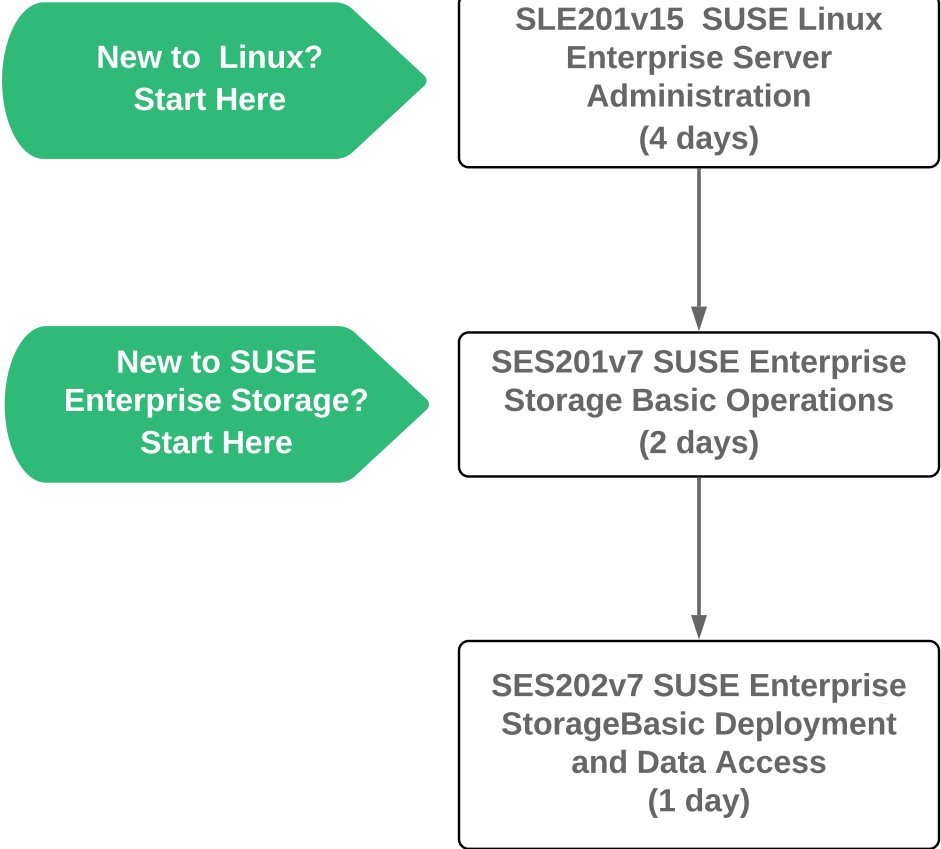 New to  Linux?
Start Here
SLE201v15  SUSE Linux
Enterprise Server
Administration
(4 days)
New to SUSE
Enterprise Storage?
Start Here
SES201v7 SUSE Enterprise
Storage Basic Operations
(2 days)
SES202v7 SUSE Enterprise
StorageBasic Deployment
and Data Access
(1 day)